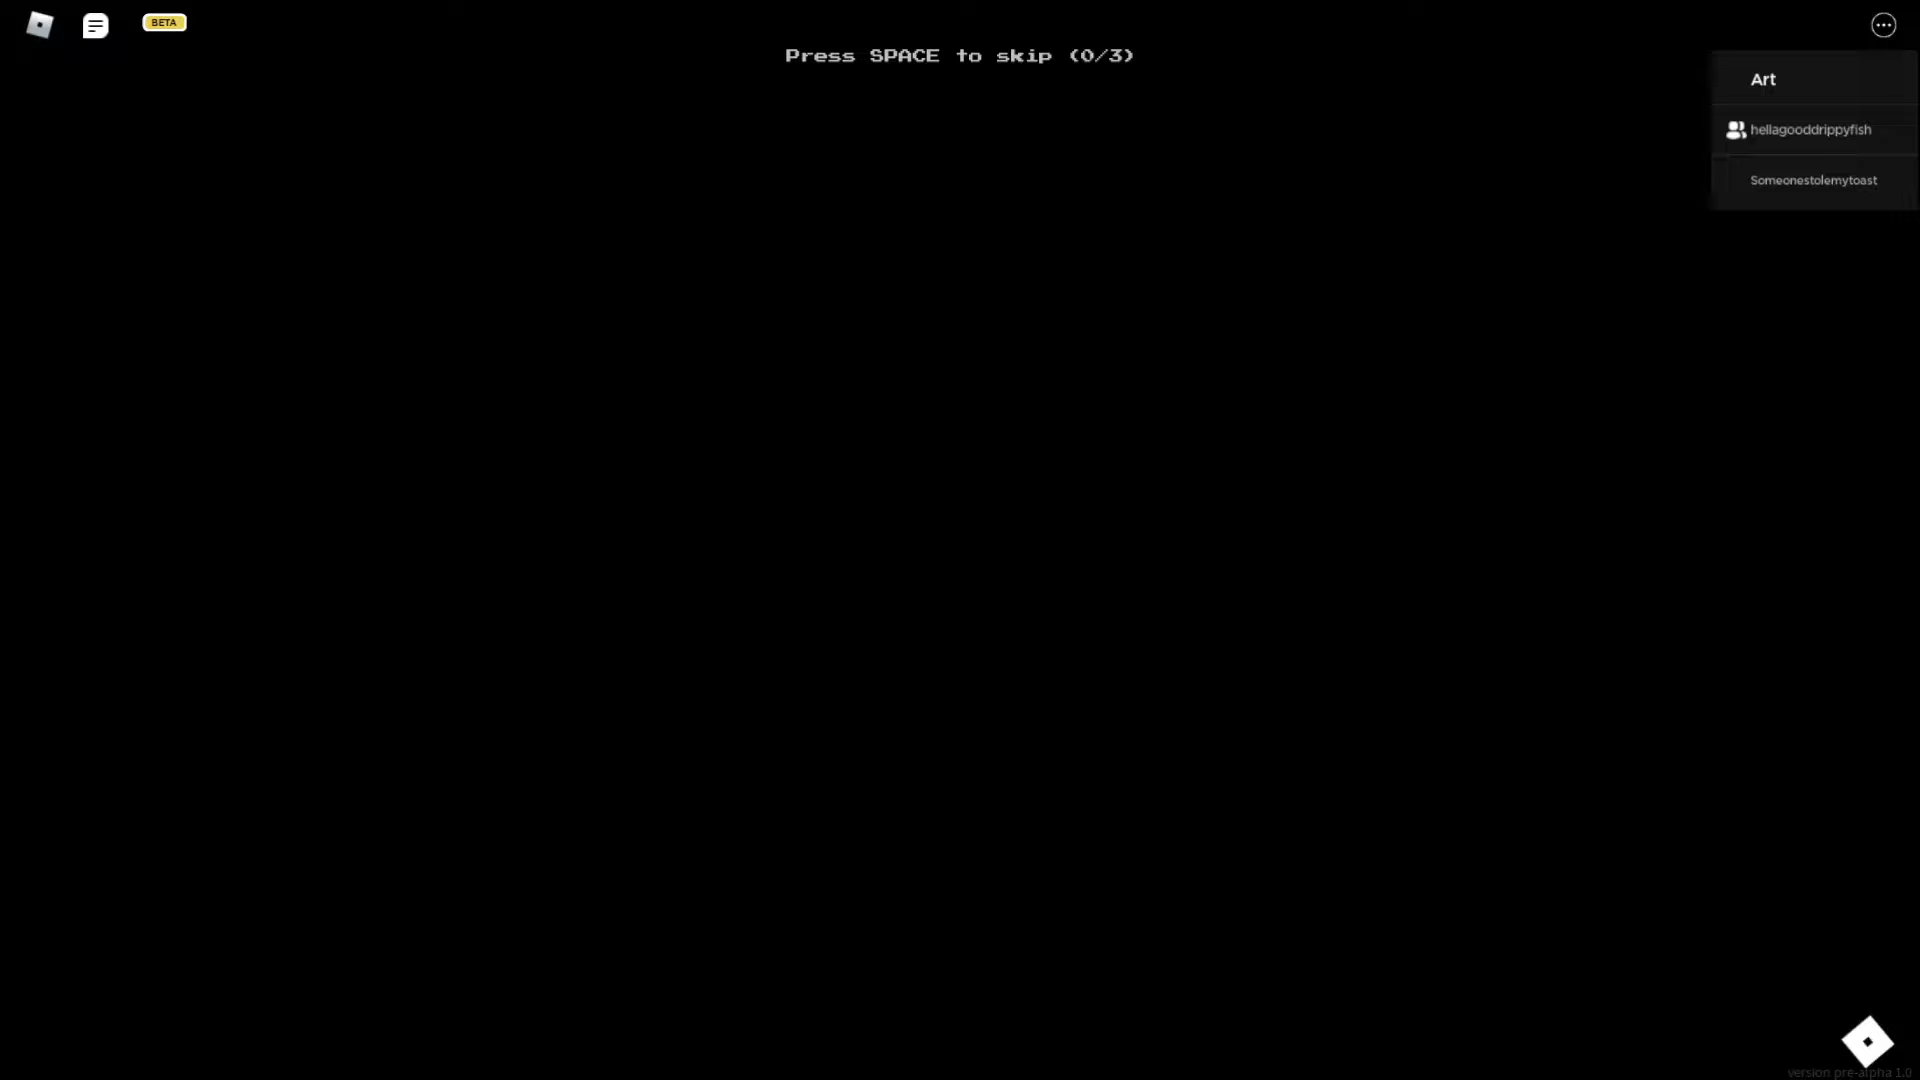 BETA
Press SPACE to skip (0/3)
Art
hellagooddrippyfish
Someonestolemytoast
version pre-alpha 1.0